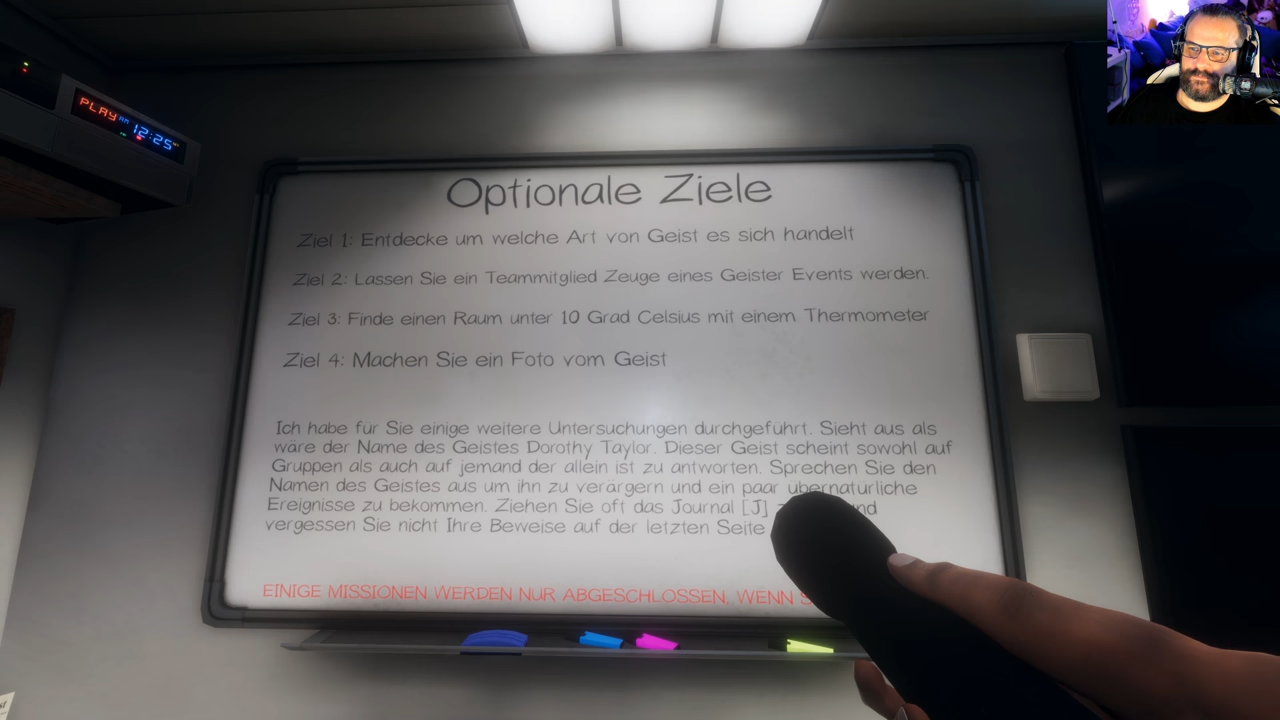 PLAY AM 12:25
Optionale Ziele
Ziel 1: Entdecke um welche Art von Geist es sich handelt
Ziel 2: Lassen Sie ein Teammitglied Zeuge eines Geister Events werden.
Ziel 3: Finde einen Raum unter 10 Grad Celsius mit einem Thermometer
Ziel 4: Machen Sie ein Foto vom Geist
Ich habe für Sie einige weitere Untersuchungen durchgeführt. Sieht aus als
wäre der Name des Geistes Dorothy Taylor. Dieser Geist scheint sowohl auf
Gruppen als auch auf jemand der allein ist zu antworten. Sprechen Sie den
Namen des Geistes aus um ihn zu verärgern und ein paar übernatürliche
Ereignisse zu bekommen. Ziehen Sie oft das Journal [J]
vergessen Sie nicht Ihre Beweise auf der letzten Seite
EINIGE MISSIONEN WERDEN NUR ABGESCHLOSSEN, WENN